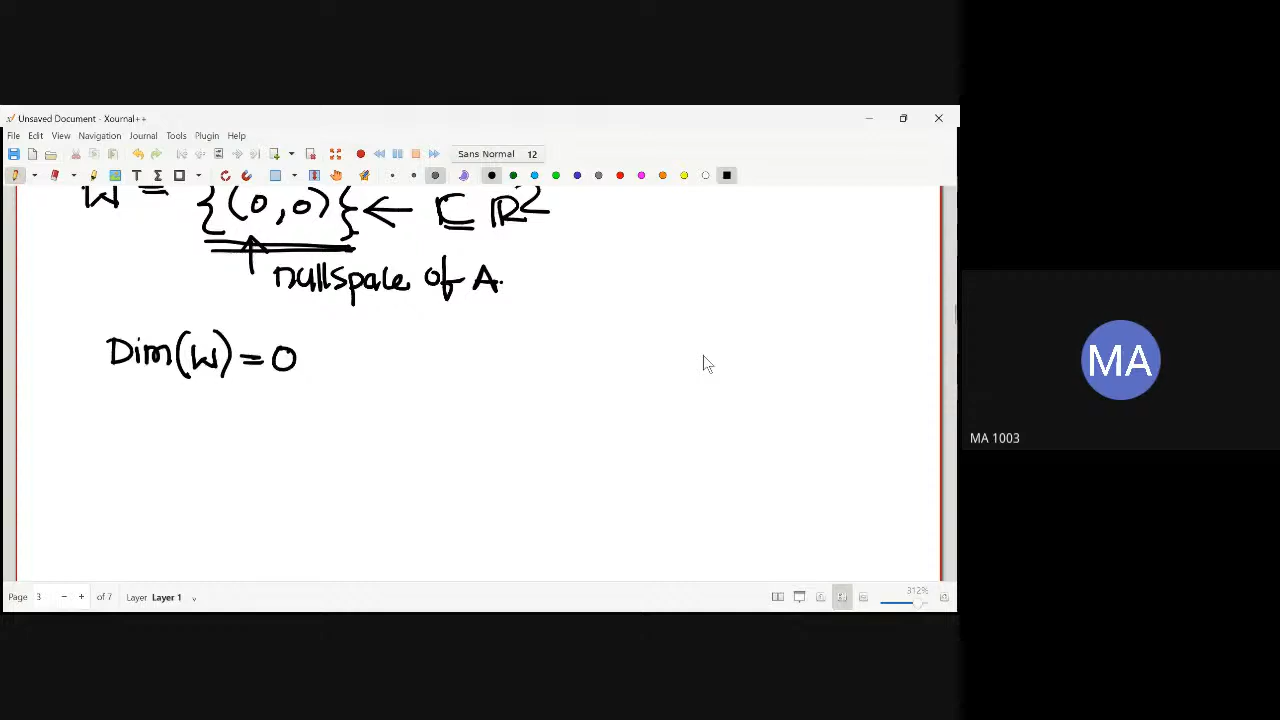 Unsaved Document - Xournal++
File Edit View Navigation Journal Tools Plugin Help
Sans Normal 12
W = {(0,0)} ← ⊆ ℝ²
↑ nullspace of A.
Dim(W) = 0
MA
MA 1003
Page 3 − + of 7 Layer Layer 1
312%